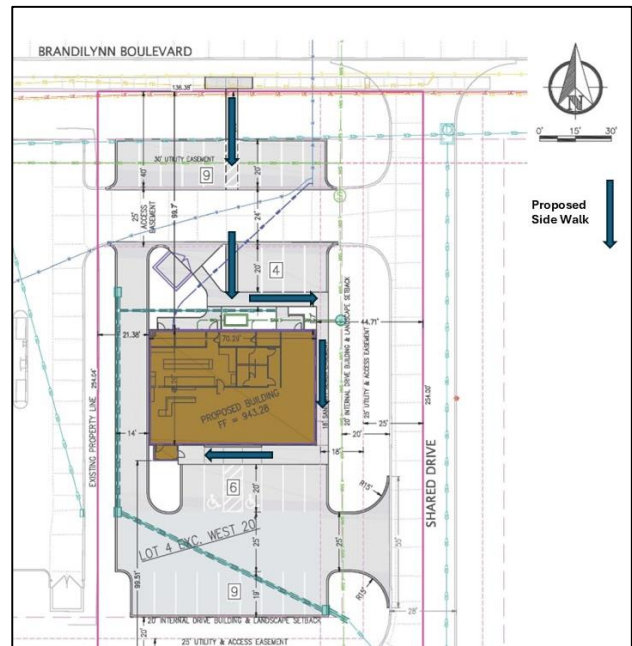 BRANDILYNN BOULEVARD
136.38'
N
0' 15' 30'
Proposed
Side Walk
30' UTILITY EASEMENT
9
40'
20'
25'
ACCESS
EASEMENT
99.7'
24'
4
20'
21.38'
44.71'
70.29'
20' INTERNAL DRIVE BUILDING & LANDSCAPE SETBACK
25' UTILITY & ACCESS EASEMENT
PROPOSED BUILDING
FF = 943.28
EXISTING PROPERTY LINE
254.04'
254.00'
14'
18'
20'
25'
6
20'
SHARED DRIVE
R15'
LOT 4 EXC. WEST 20'
25'
25'
99.51'
9
19'
R15'
28'
20' INTERNAL DRIVE BUILDING & LANDSCAPE SETBACK
20'
25' UTILITY & ACCESS EASEMENT